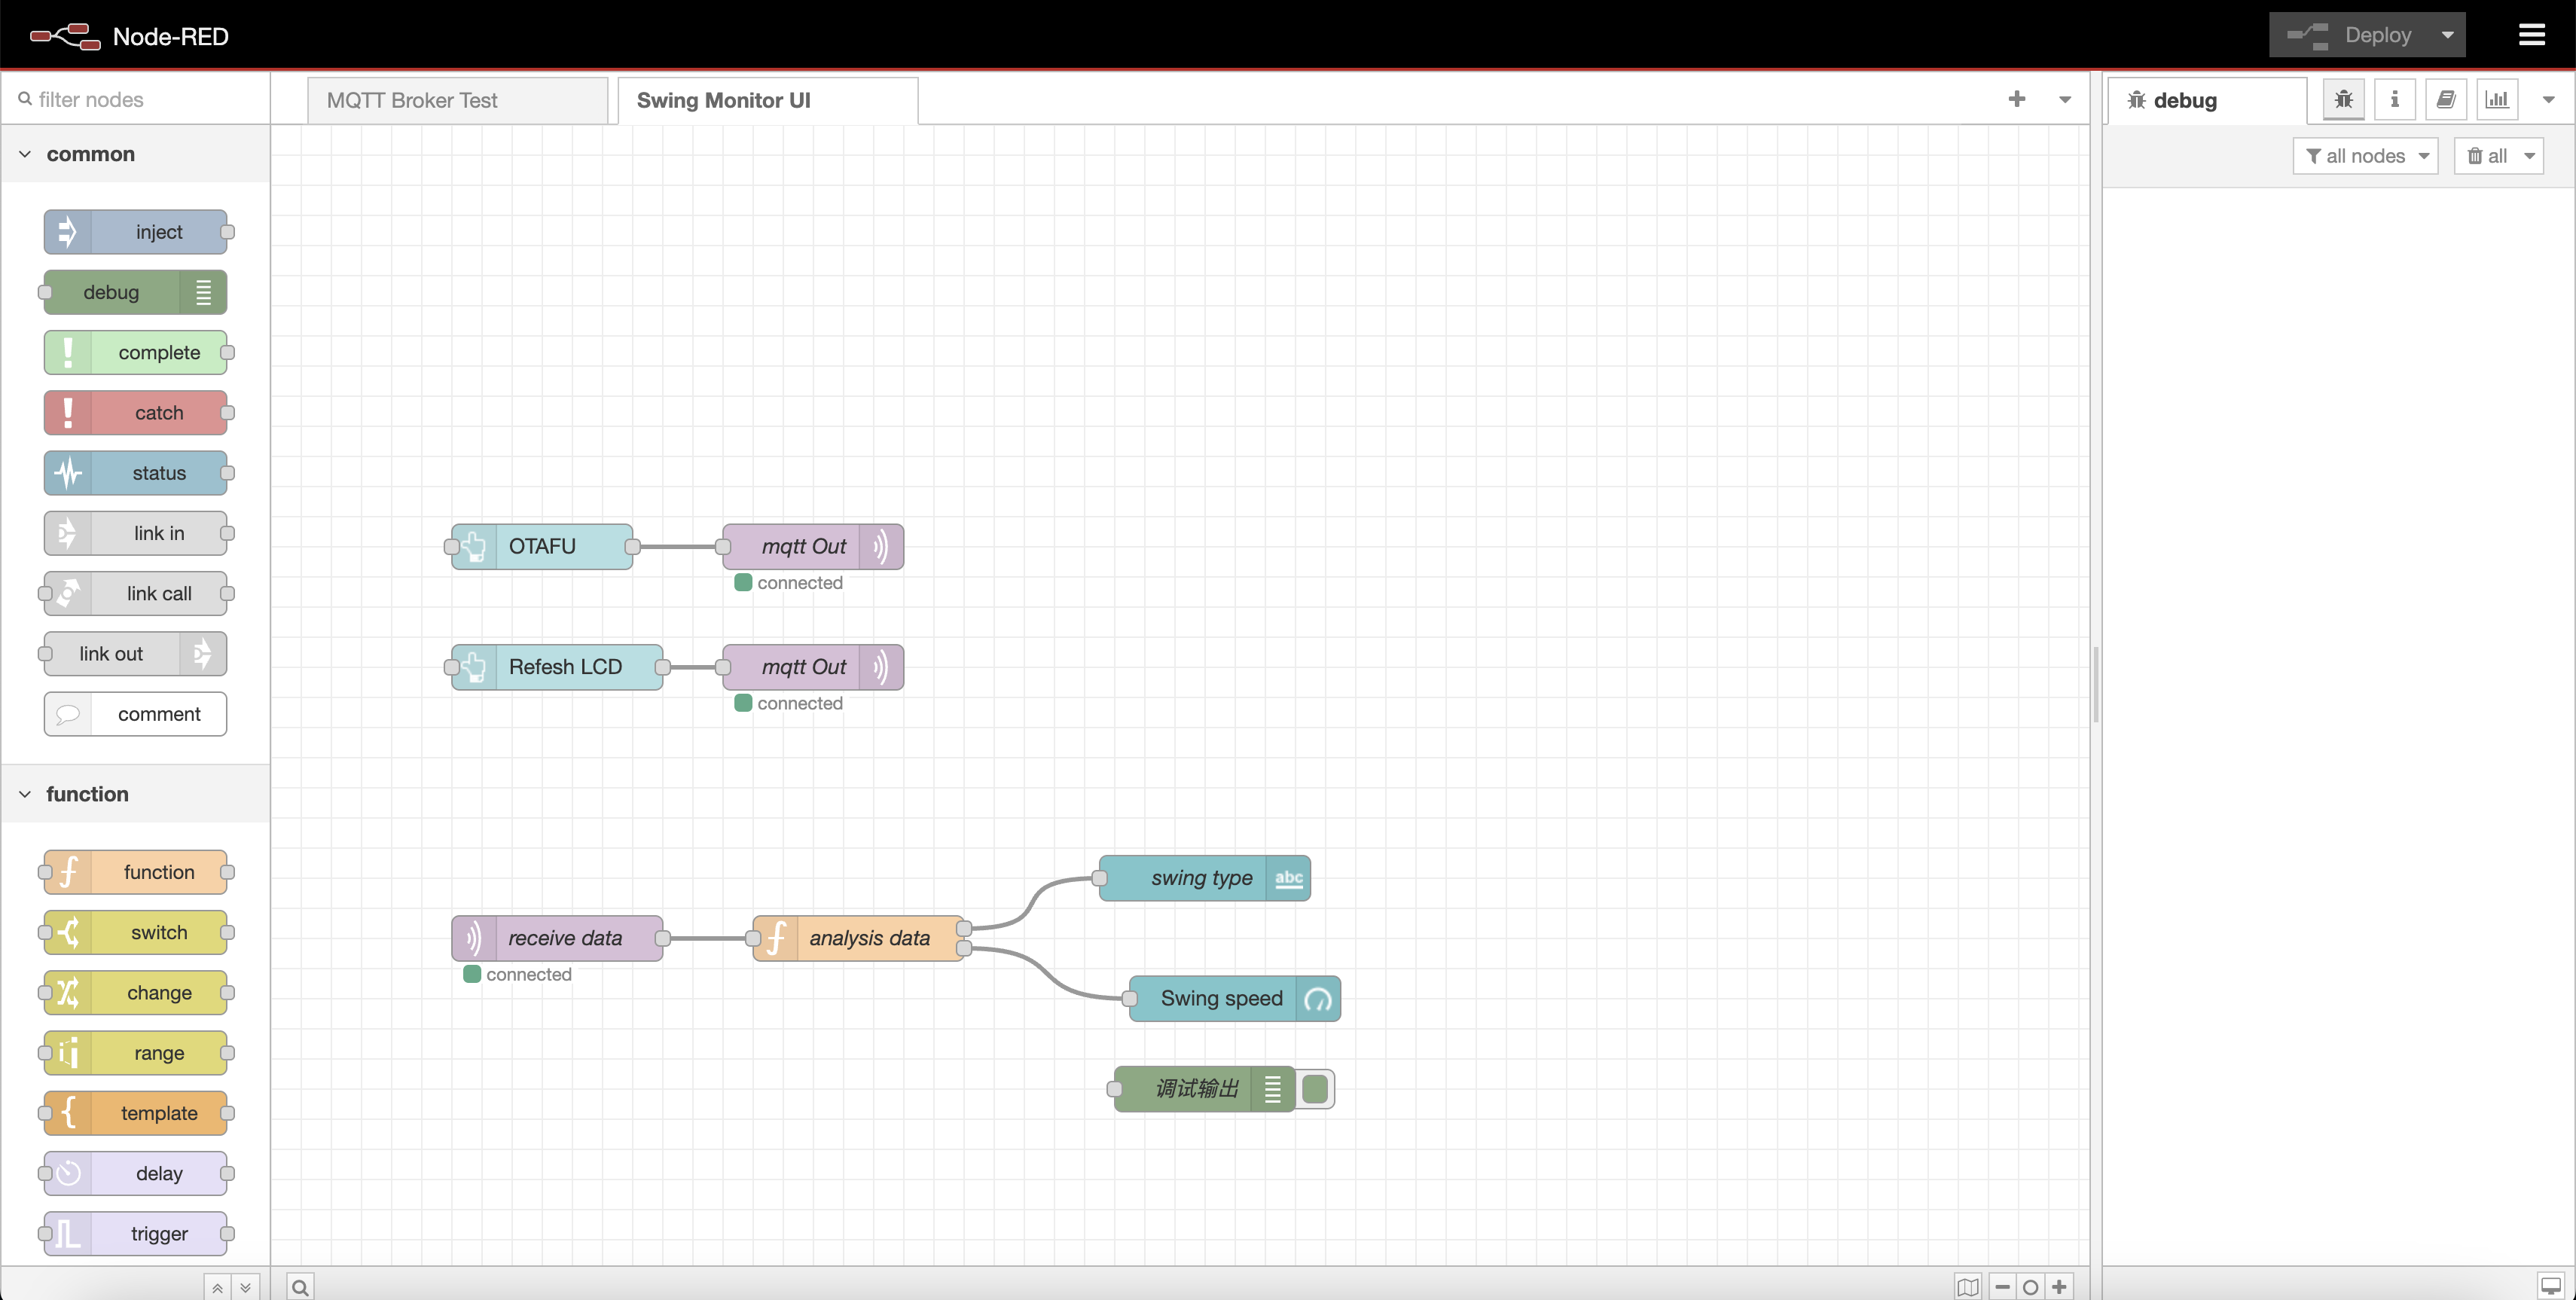 Node-RED
Deploy
filter nodes
MQTT Broker Test
Swing Monitor UI
debug
all nodes
all
common
inject
debug
complete
catch
status
link in
link call
link out
comment
function
function
switch
change
range
template
delay
trigger
OTAFU
mqtt Out
connected
Refesh LCD
mqtt Out
connected
swing type
abc
receive data
analysis data
connected
Swing speed
调试输出